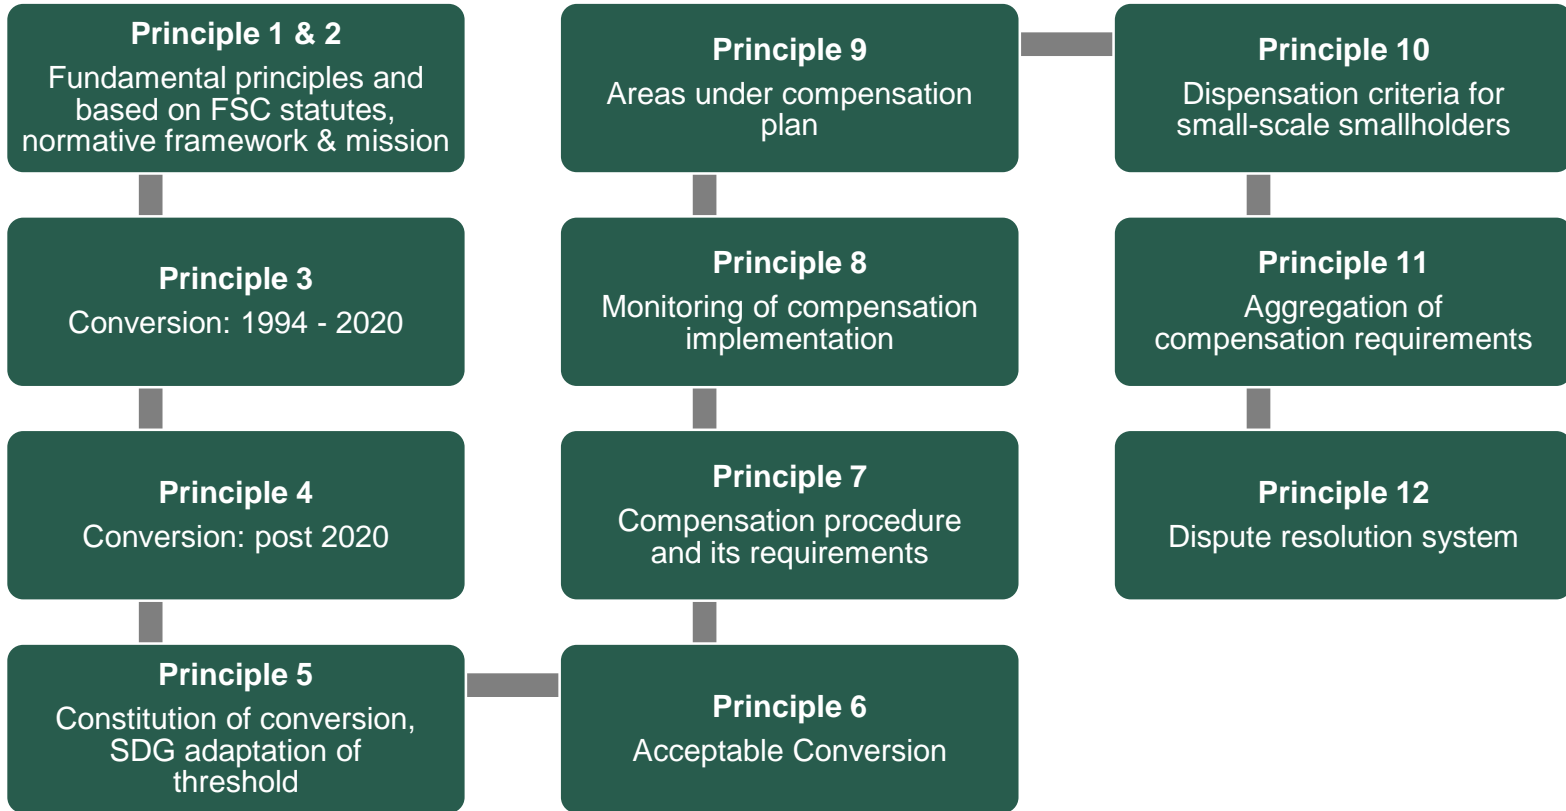 Principle 1 & 2
Fundamental principles and
based on FSC statutes,
normative framework & mission
Principle 3
Conversion: 1994 - 2020
Principle 4
Conversion: post 2020
Principle 5
Constitution of conversion,
SDG adaptation of
threshold
Principle 6
Acceptable Conversion
Principle 7
Compensation procedure
and its requirements
Principle 8
Monitoring of compensation
implementation
Principle 9
Areas under compensation
plan
Principle 10
Dispensation criteria for
small-scale smallholders
Principle 11
Aggregation of
compensation requirements
Principle 12
Dispute resolution system